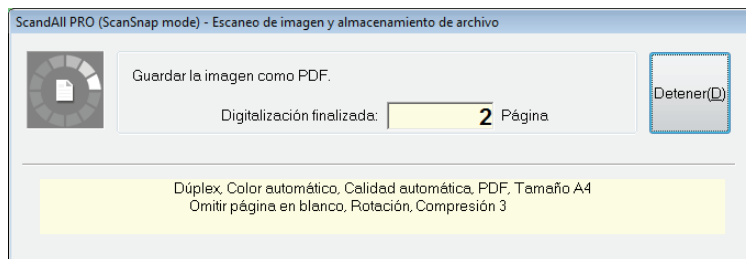 ScandAll PRO (ScanSnap mode) - Escaneo de imagen y almacenamiento de archivo
Guardar la imagen como PDF.
Digitalización finalizada: 2 Página
Detener(D)
Dúplex, Color automático, Calidad automática, PDF, Tamaño A4
Omitir página en blanco, Rotación, Compresión 3